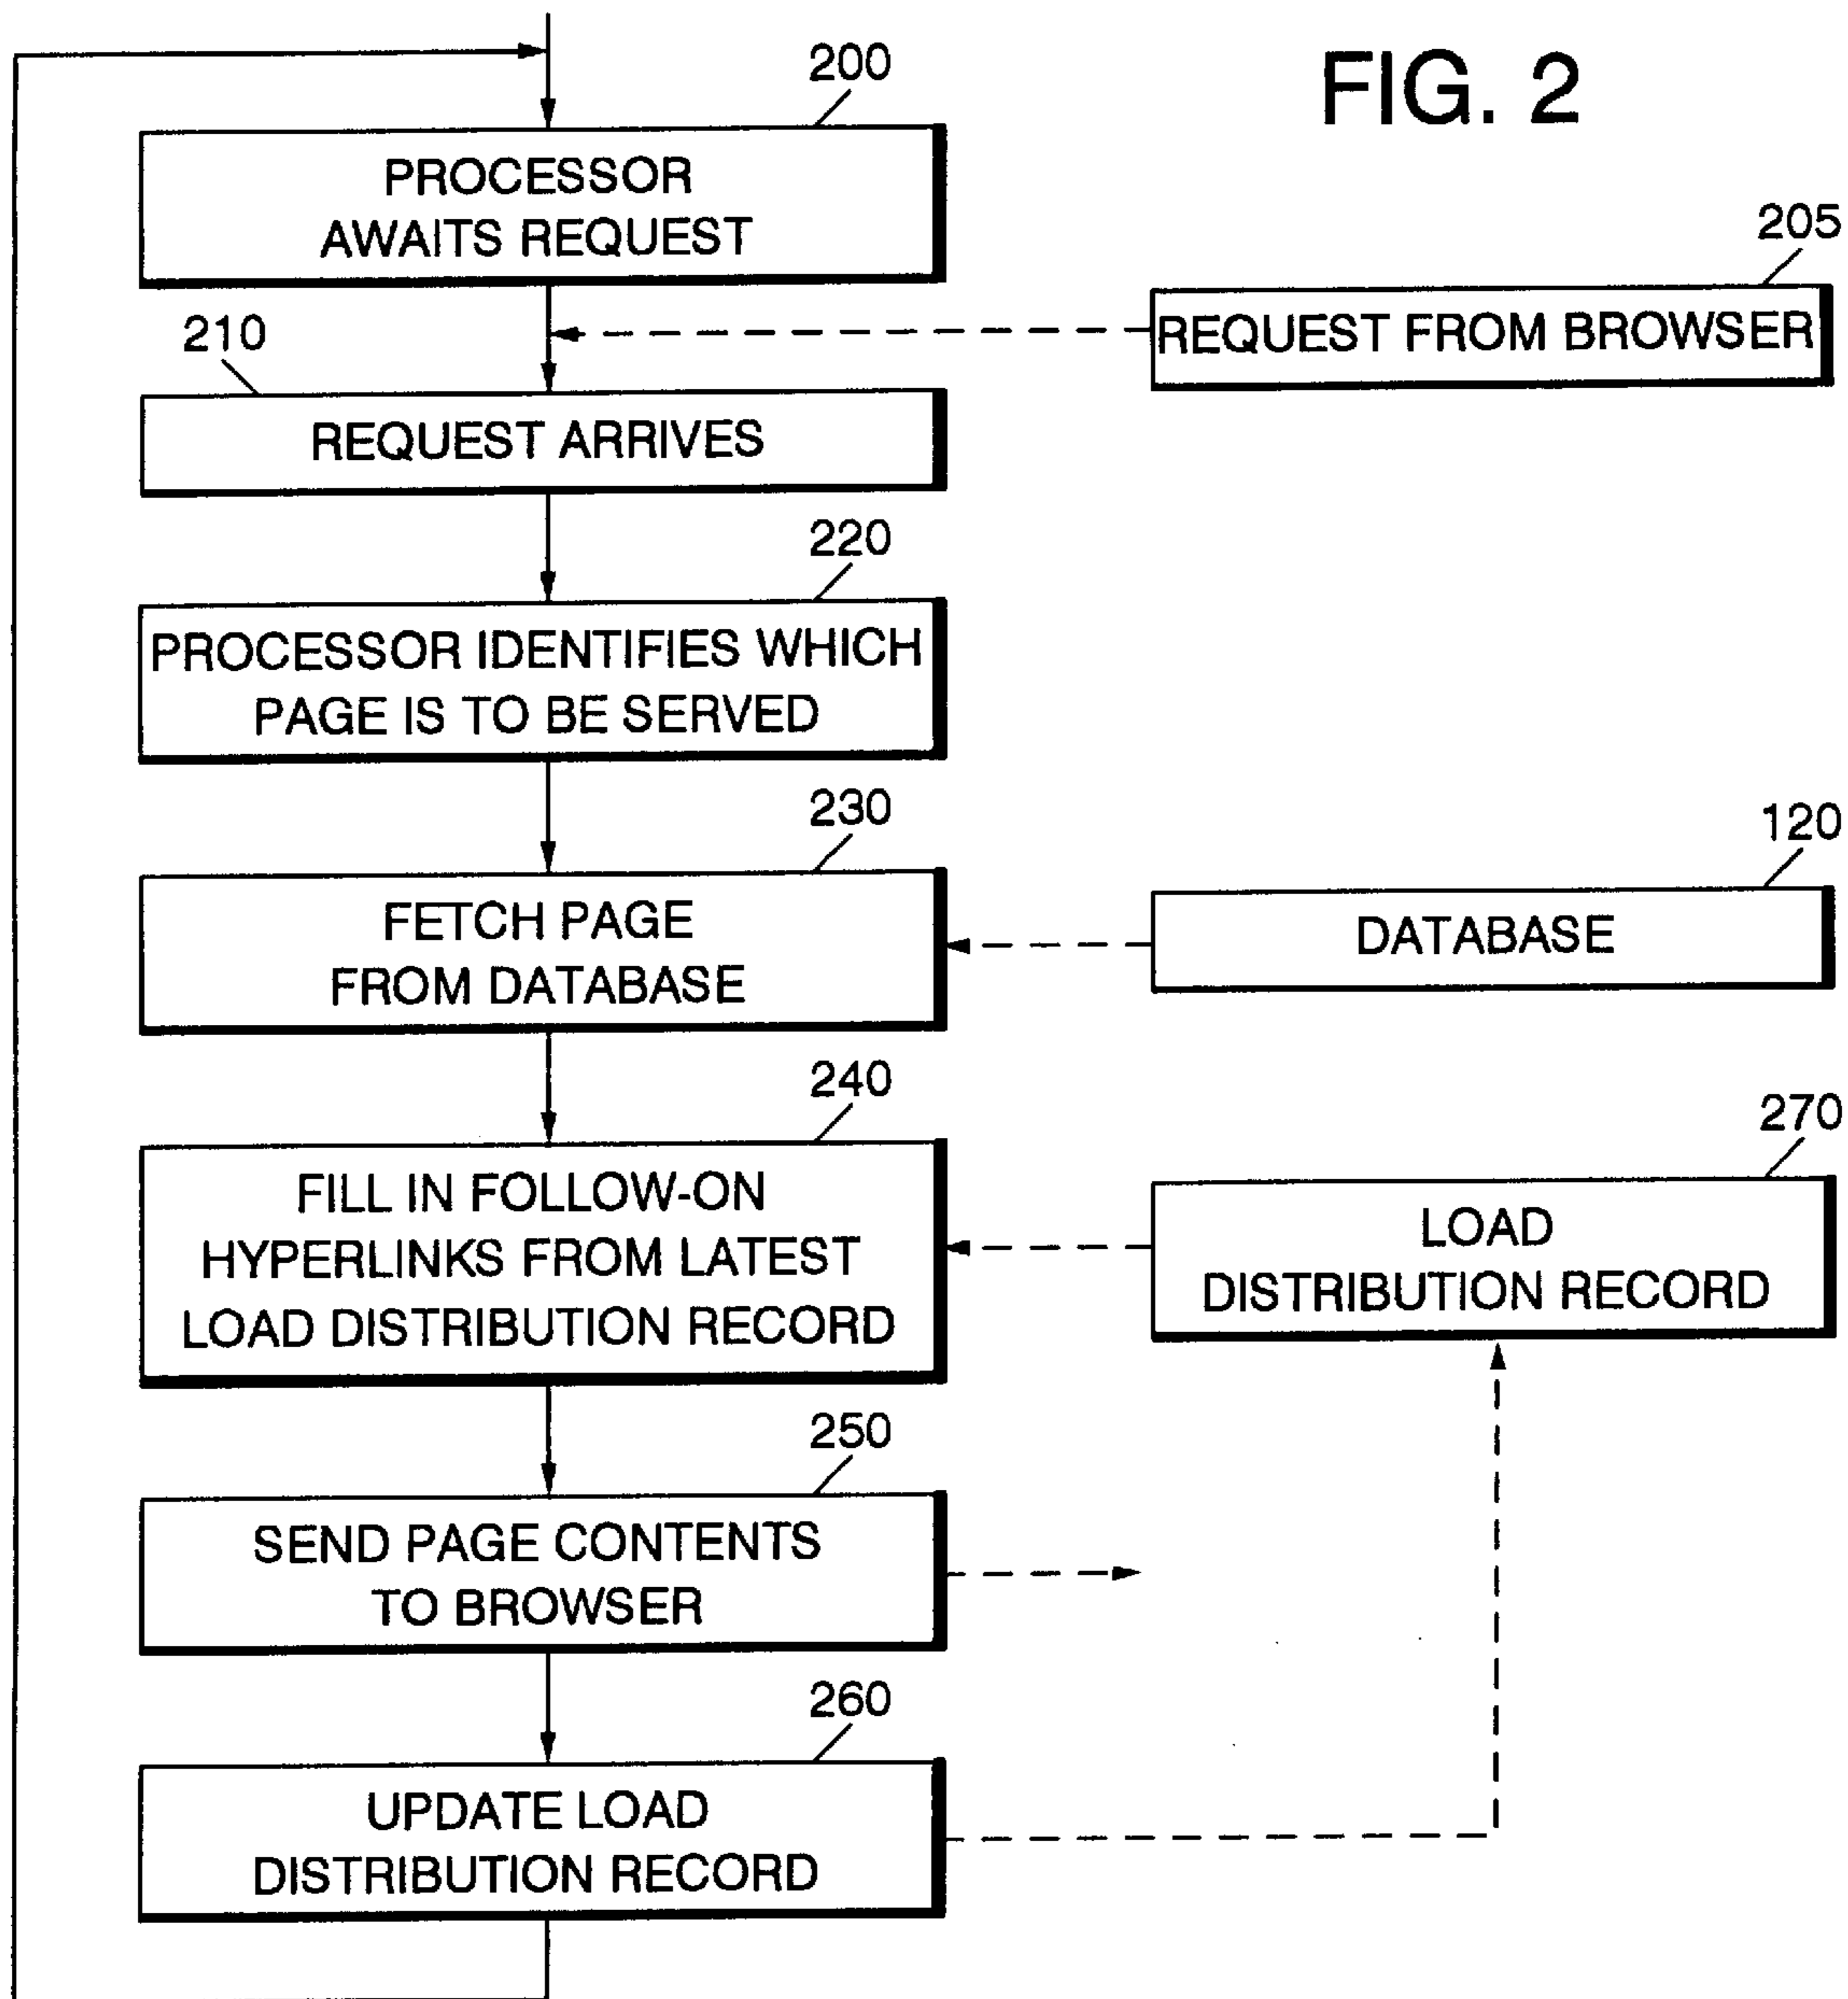 FIG. 2
200
PROCESSOR
AWAITS REQUEST
205
REQUEST FROM BROWSER
210
REQUEST ARRIVES
220
PROCESSOR IDENTIFIES WHICH
PAGE IS TO BE SERVED
230
FETCH PAGE
FROM DATABASE
120
DATABASE
240
FILL IN FOLLOW-ON
HYPERLINKS FROM LATEST
LOAD DISTRIBUTION RECORD
270
LOAD
DISTRIBUTION RECORD
250
SEND PAGE CONTENTS
TO BROWSER
260
UPDATE LOAD
DISTRIBUTION RECORD